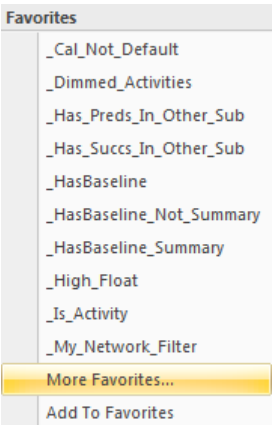 Favorites
_Cal_Not_Default
_Dimmed_Activities
_Has_Preds_In_Other_Sub
_Has_Succs_In_Other_Sub
_HasBaseline
_HasBaseline_Not_Summary
_HasBaseline_Summary
_High_Float
_Is_Activity
_My_Network_Filter
More Favorites...
Add To Favorites